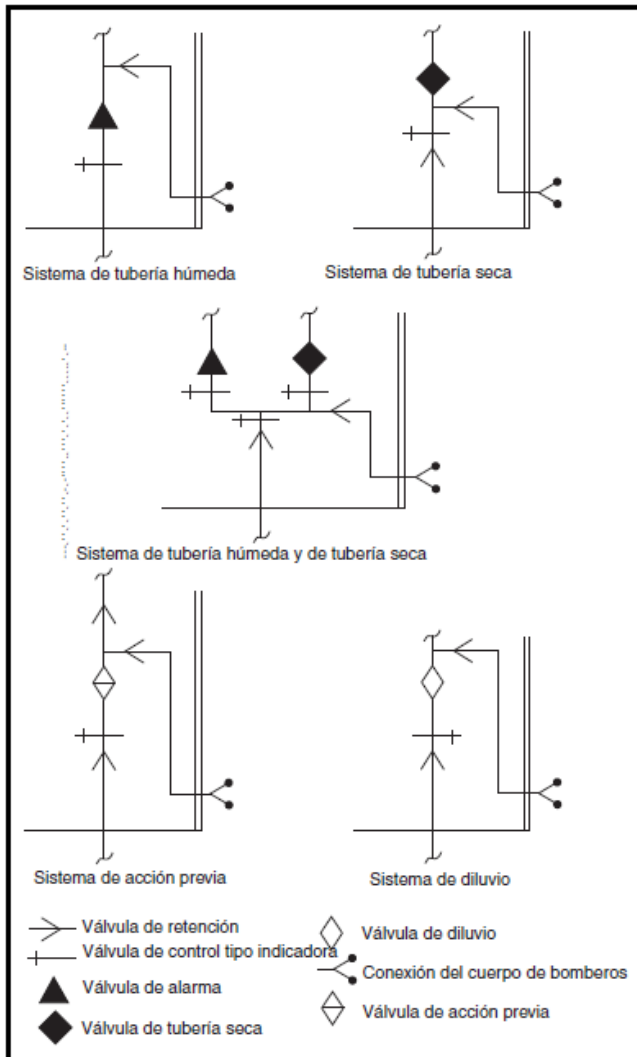 Sistema de tubería húmeda
Sistema de tubería seca
Sistema de tubería húmeda y de tubería seca
Sistema de acción previa
Sistema de diluvio
Válvula de retención
Válvula de control tipo indicadora
Válvula de alarma
Válvula de tubería seca
Válvula de diluvio
Conexión del cuerpo de bomberos
Válvula de acción previa